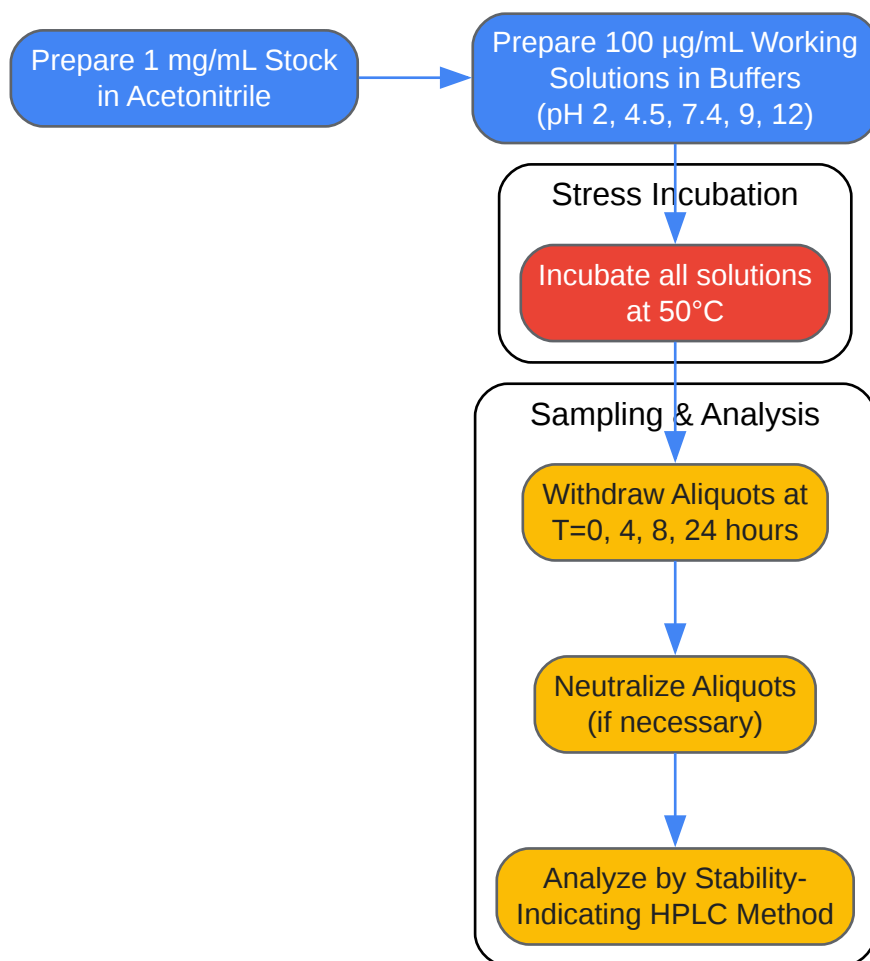 Prepare 1 mg/mL Stock
in Acetonitrile
Prepare 100 µg/mL Working
Solutions in Buffers
(pH 2, 4.5, 7.4, 9, 12)
Stress Incubation
Incubate all solutions
at 50°C
Sampling & Analysis
Withdraw Aliquots at
T=0, 4, 8, 24 hours
Neutralize Aliquots
(if necessary)
Analyze by Stability-
Indicating HPLC Method